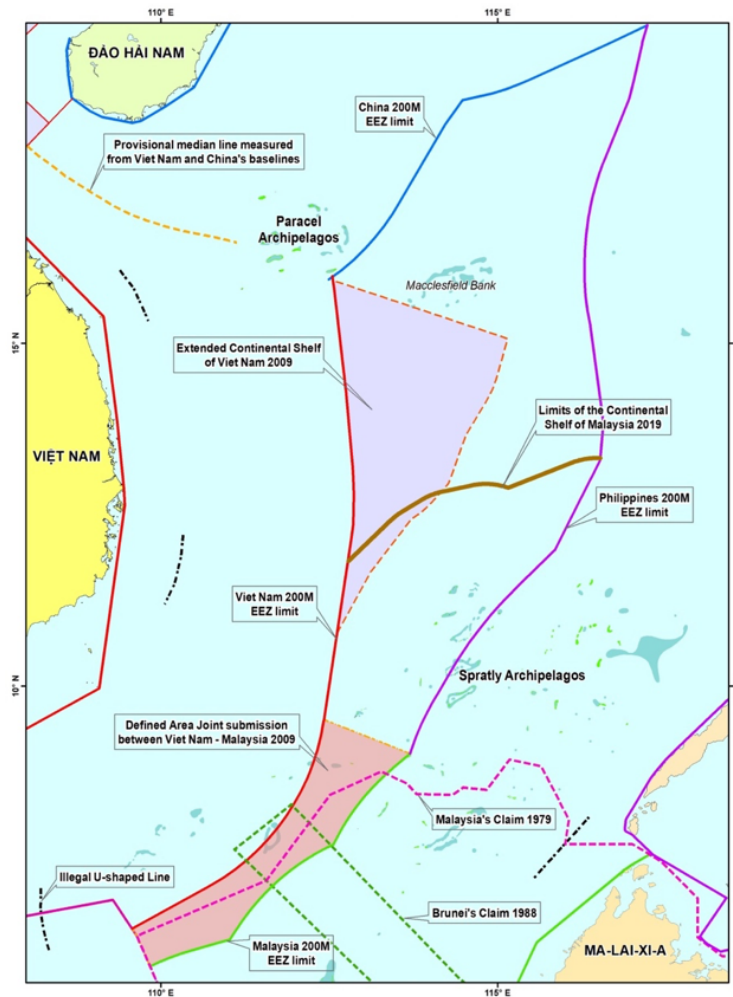 110° E
115° E
ĐẢO HẢI NAM
China 200M
EEZ limit
Provisional median line measured
from Viet Nam and China's baselines
Paracel
Archipelagos
Macclesfield Bank
15° N
Extended Continental Shelf
of Viet Nam 2009
Limits of the Continental
Shelf of Malaysia 2019
VIỆT NAM
Philippines 200M
EEZ limit
Viet Nam 200M
EEZ limit
10° N
Spratly Archipelagos
Defined Area Joint submission
between Viet Nam - Malaysia 2009
Malaysia's Claim 1979
Illegal U-shaped Line
Brunei's Claim 1988
Malaysia 200M
EEZ limit
MA-LAI-XI-A
110° E
115° E